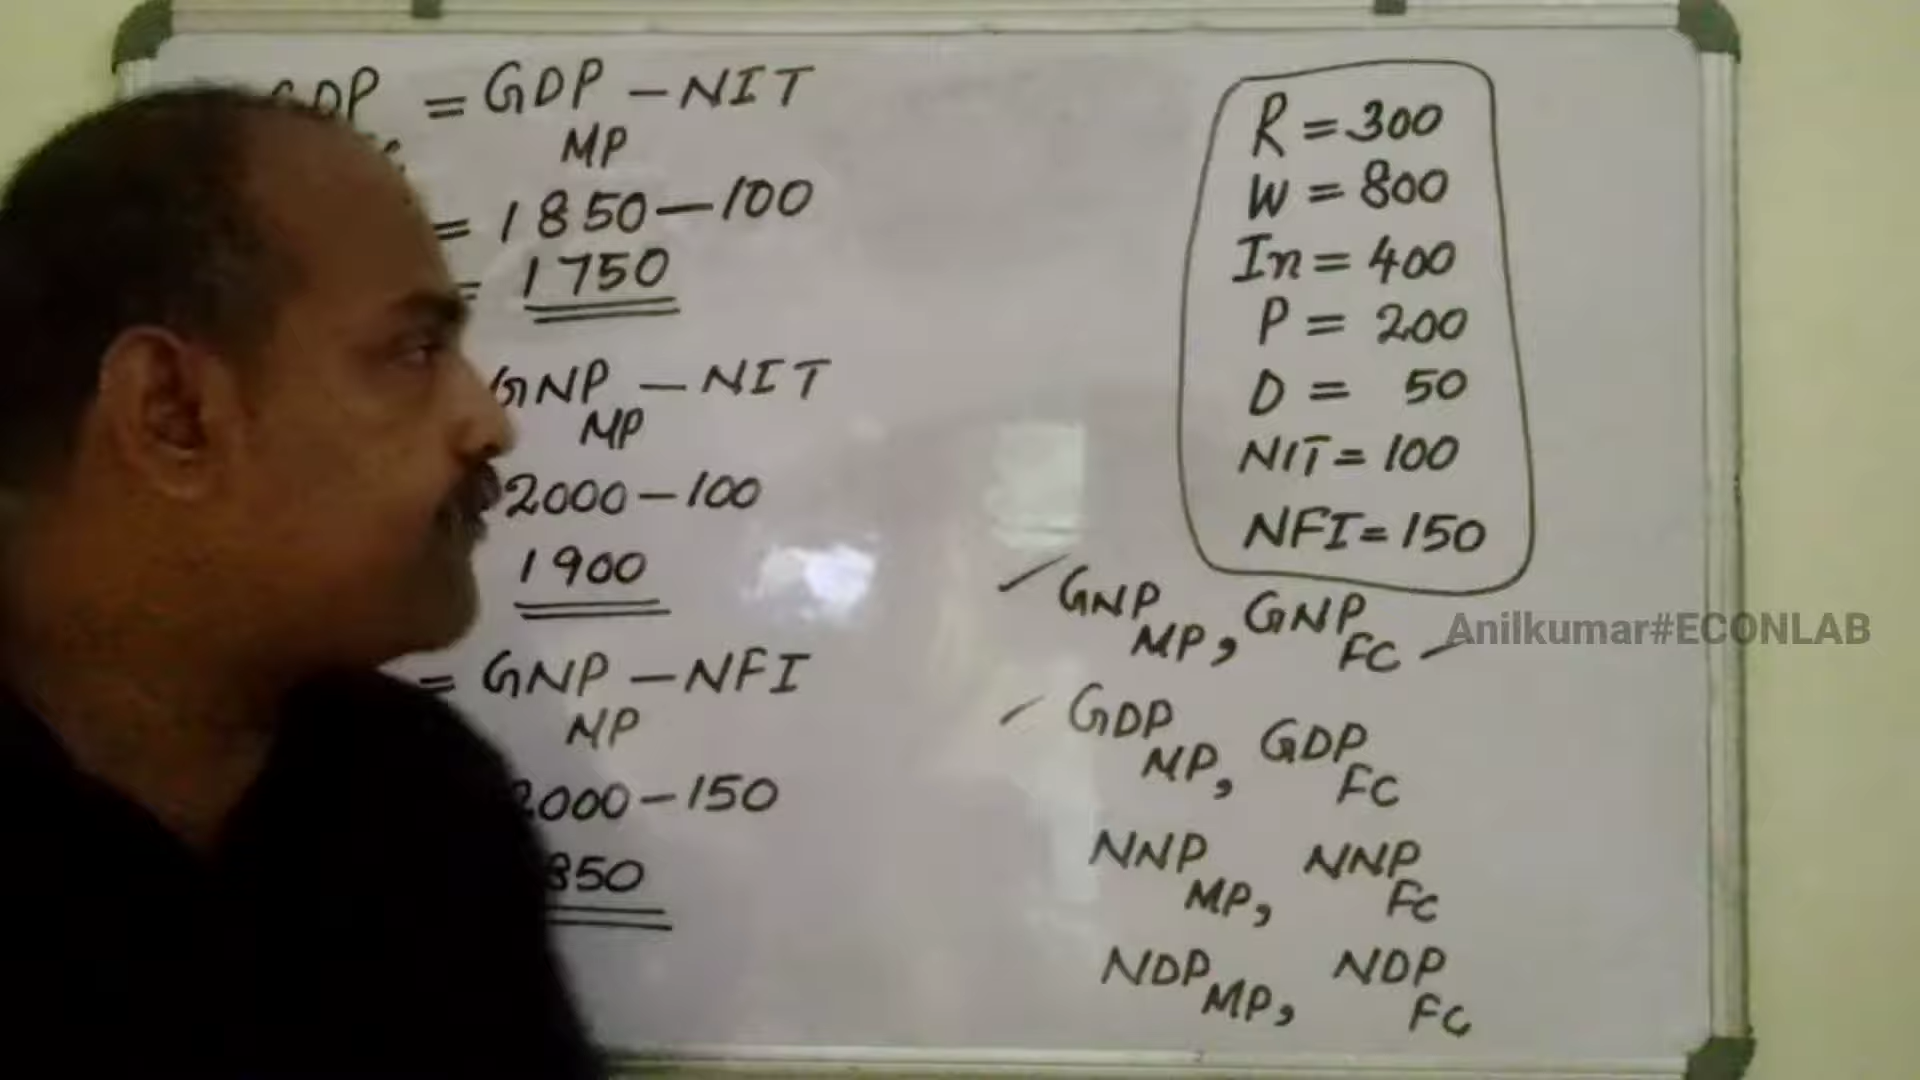 GDP = GDP - NIT
MP
= 1850 - 100
= 1750
GNP - NIT
MP
2000 - 100
1900
= GNP - NFI
MP
2000 - 150
850
R = 300
W = 800
In = 400
P = 200
D = 50
NIT = 100
NFI = 150
GNP MP, GNP FC
GDP MP, GDP FC
NNP MP, NNP FC
NDP MP, NDP FC
Anilkumar#ECONLAB